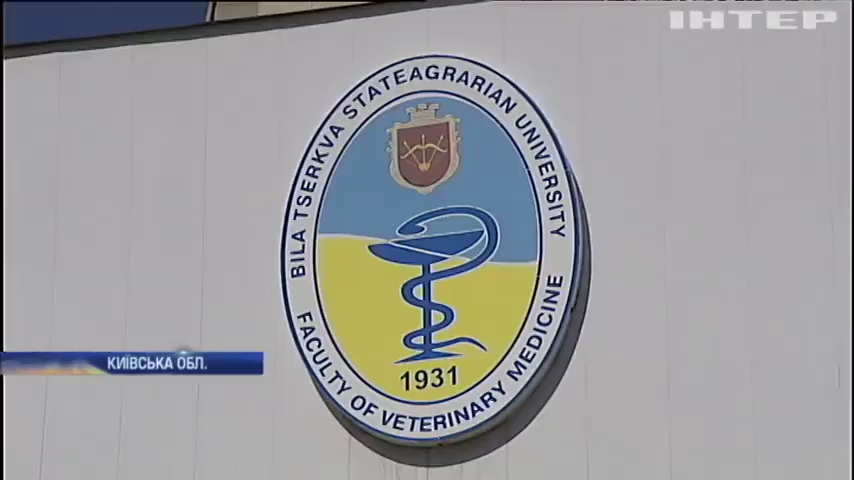 ІНТЕР
BILA TSERKVA STATEAGRARIAN UNIVERSITY
1931
FACULTY OF VETERINARY MEDICINE
КИЇВСЬКА ОБЛ.